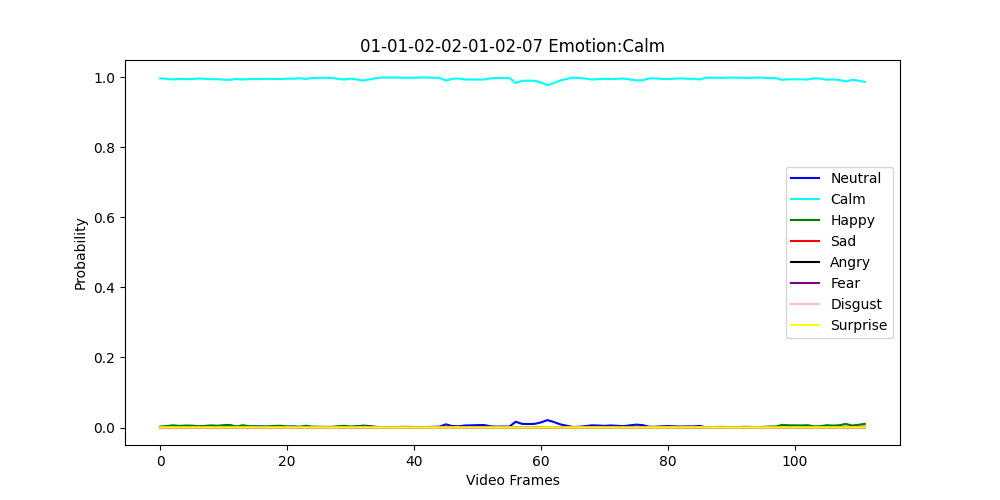 01-01-02-02-01-02-07 Emotion:Calm
1.0
0.8
0.6
0.4
0.2
0.0
Probability
0
20
40
60
80
100
Video Frames
Neutral
Calm
Happy
Sad
Angry
Fear
Disgust
Surprise